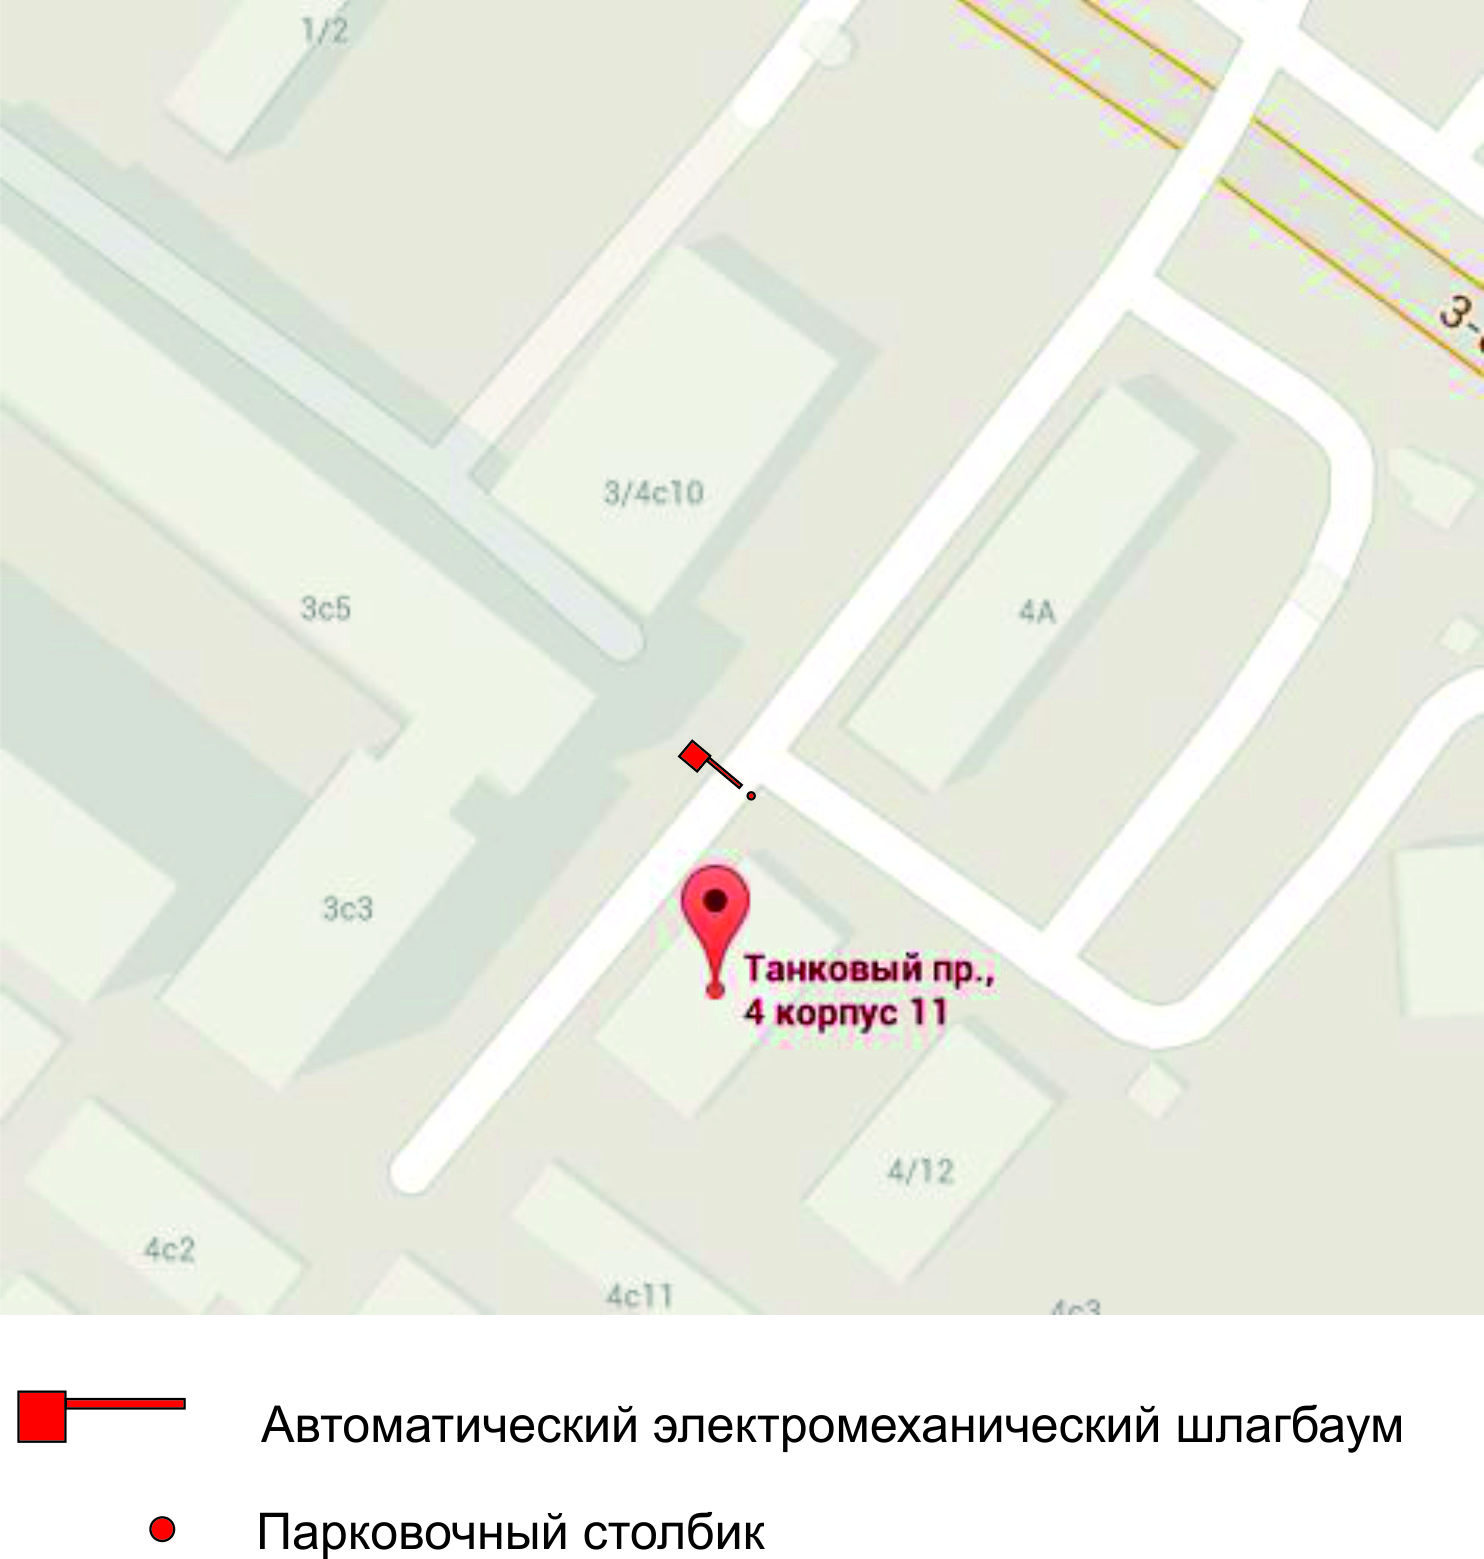 1/2
3-
3/4с10
3с5
4А
3с3
Танковый пр.,
4 корпус 11
4/12
4с2
4с11
4с3
Автоматический электромеханический шлагбаум
Парковочный столбик